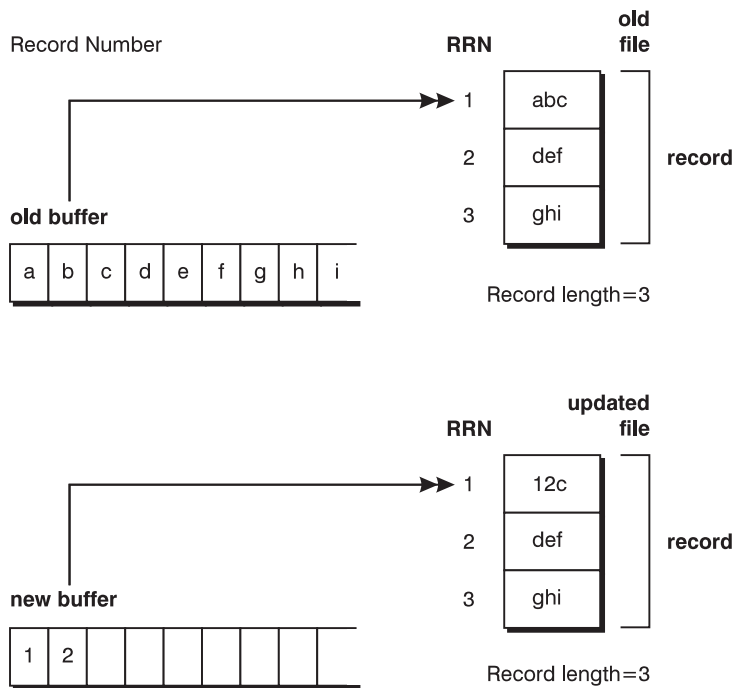 Record Number
RRN
old
file
1
abc
2
def
record
3
ghi
old buffer
a b c d e f g h i
Record length=3
updated
RRN
file
1
12c
2
def
record
3
ghi
new buffer
1 2
Record length=3